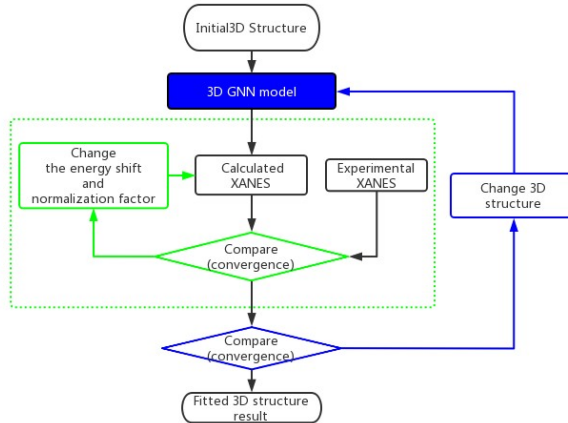 Initial3D Structure
3D GNN model
Change
the energy shift
and
normalization factor
Calculated
XANES
Experimental
XANES
Change 3D
structure
Compare
(convergence)
Compare
(convergence)
Fitted 3D structure
result